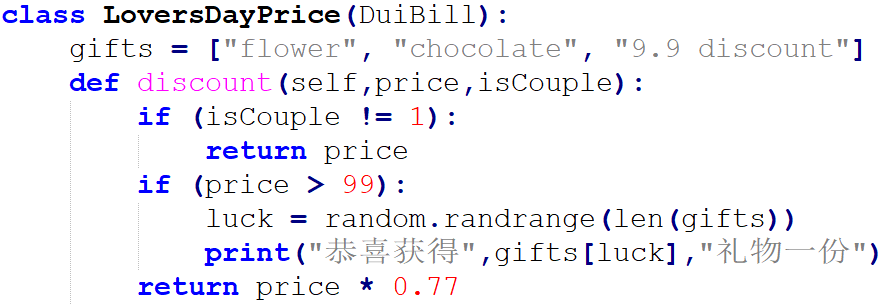 class LoversDayPrice(DuiBill):
    gifts = ["flower", "chocolate", "9.9 discount"]
    def discount(self,price,isCouple):
        if (isCouple != 1):
            return price
        if (price > 99):
            luck = random.randrange(len(gifts))
            print("恭喜获得",gifts[luck],"礼物一份")
        return price * 0.77